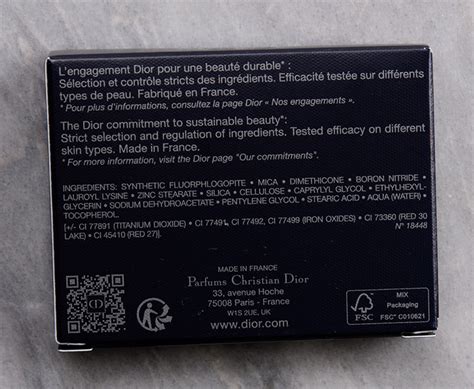 L'engagement Dior pour une beauté durable* :
Sélection et contrôle stricts des ingrédients. Efficacité testée sur différents
types de peau. Fabriqué en France.
* Pour plus d'informations, consultez la page Dior « Nos engagements ».
The Dior commitment to sustainable beauty*:
Strict selection and regulation of ingredients. Tested efficacy on different
skin types. Made in France.
* For more information, visit the Dior page "Our commitments".
INGREDIENTS: SYNTHETIC FLUORPHLOGOPITE • MICA • DIMETHICONE • BORON NITRIDE •
LAUROYL LYSINE • ZINC STEARATE • SILICA • CELLULOSE • CAPRYLYL GLYCOL • ETHYLHEXYL-
GLYCERIN • SODIUM DEHYDROACETATE • PENTYLENE GLYCOL • STEARIC ACID • AQUA (WATER) •
TOCOPHEROL.
[+/- CI 77891 (TITANIUM DIOXIDE) • CI 77491, CI 77492, CI 77499 (IRON OXIDES) • CI 73360 (RED 30
LAKE) • CI 45410 (RED 27)].
N° 18448
MADE IN FRANCE
Parfums Christian Dior
33, avenue Hoche
75008 Paris - France
W1S 2UE, UK
www.dior.com
FSC
MIX
Packaging
FSC® C010621